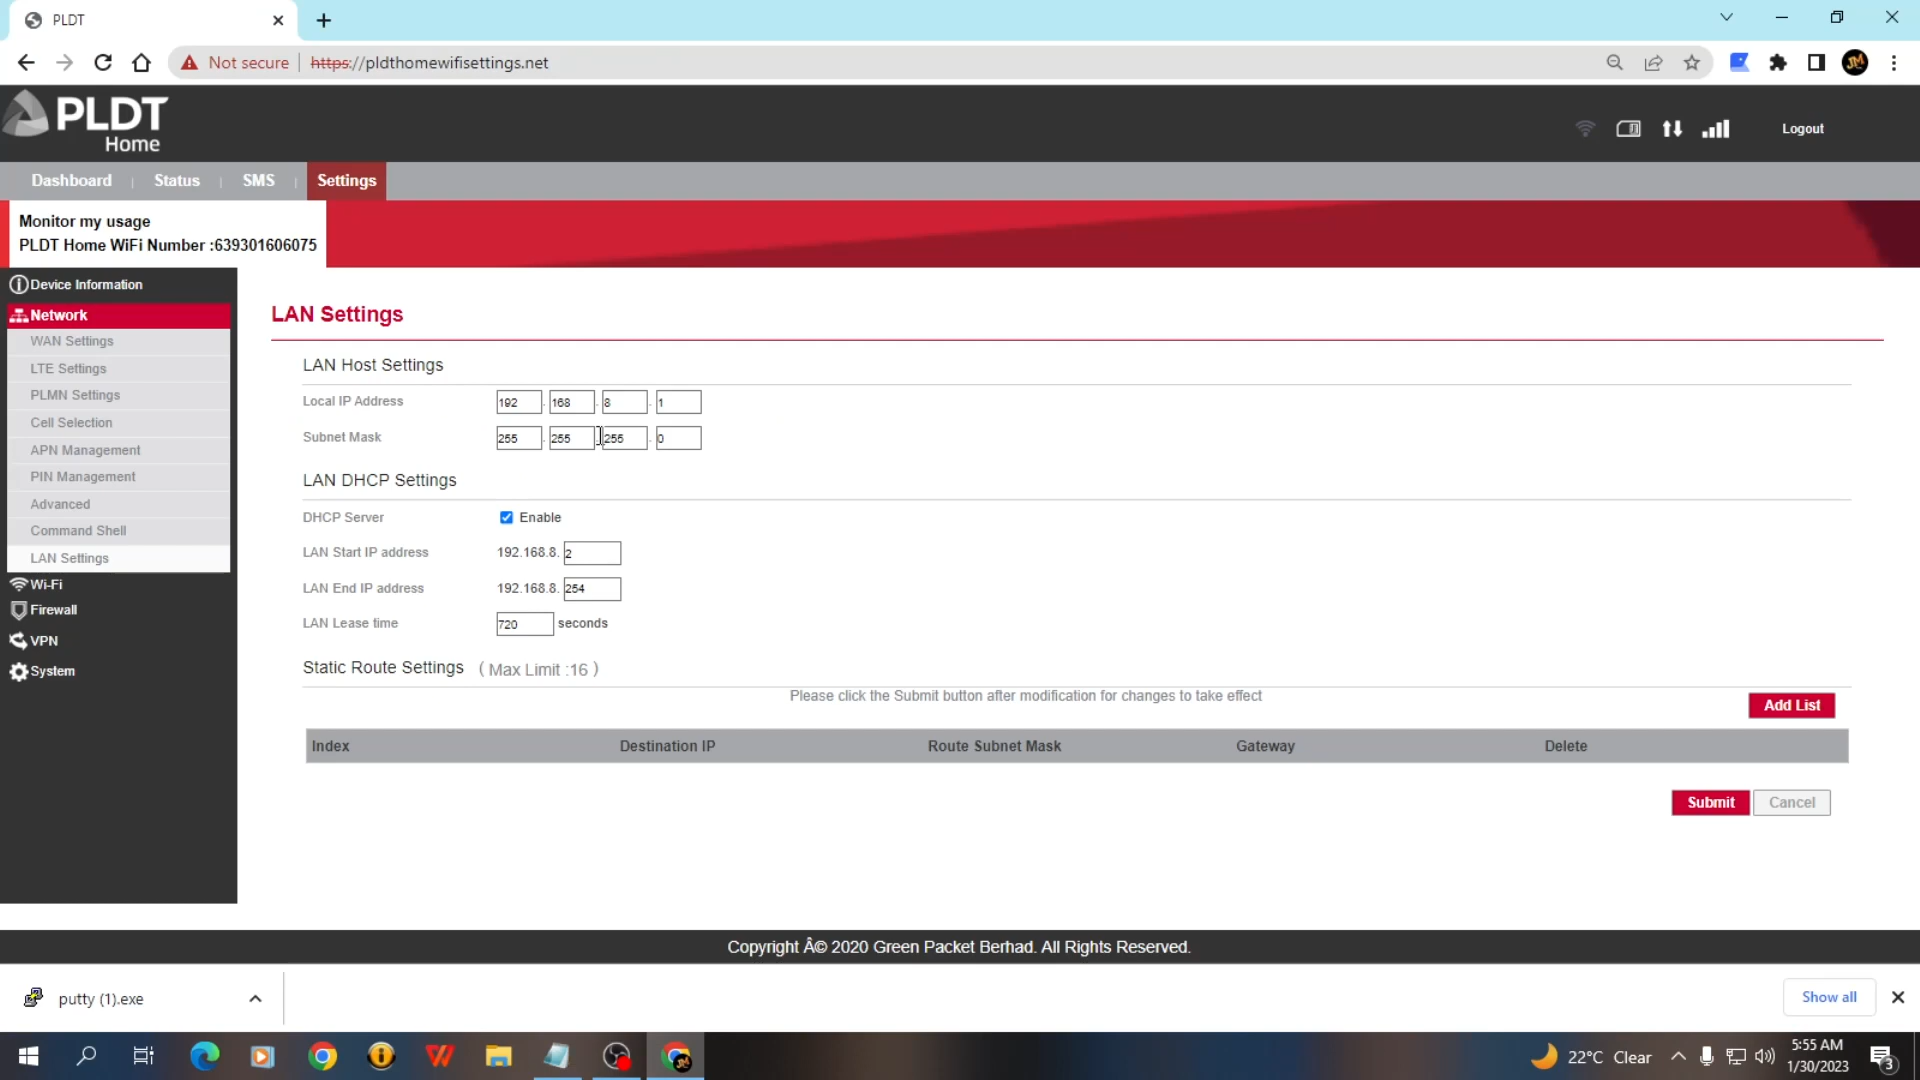 PLDT
Not secure | https://pldthomewifisettings.net
PLDT
Home
Logout
Dashboard | Status | SMS | Settings
Monitor my usage
PLDT Home WiFi Number :639301606075
Device Information
Network
WAN Settings
LTE Settings
PLMN Settings
Cell Selection
APN Management
PIN Management
Advanced
Command Shell
LAN Settings
Wi-Fi
Firewall
VPN
System
LAN Settings
LAN Host Settings
Local IP Address 192 . 168 . 8 . 1
Subnet Mask 255 . 255 . 255 . 0
LAN DHCP Settings
DHCP Server Enable
LAN Start IP address 192.168.8. 2
LAN End IP address 192.168.8. 254
LAN Lease time 720 seconds
Static Route Settings ( Max Limit :16 )
Please click the Submit button after modification for changes to take effect
Add List
Index Destination IP Route Subnet Mask Gateway Delete
Submit Cancel
Copyright Â© 2020 Green Packet Berhad. All Rights Reserved.
putty (1).exe
Show all
22°C Clear
5:55 AM
1/30/2023
3